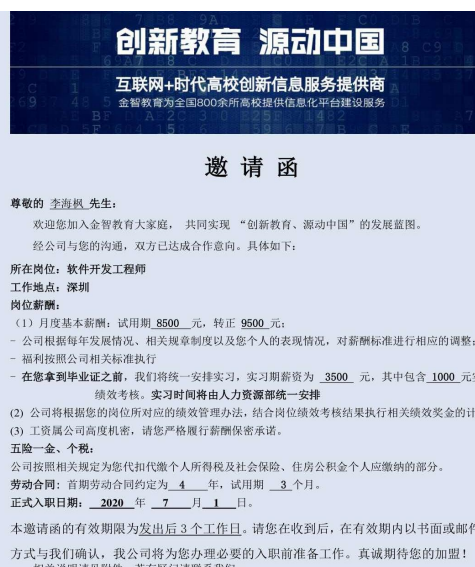 创新教育 源动中国
互联网+时代高校创新信息服务提供商
金智教育为全国800余所高校提供信息化平台建设服务
邀请函
尊敬的 李海枫 先生：
欢迎您加入金智教育大家庭， 共同实现 “创新教育、源动中国”的发展蓝图。
经公司与您的沟通，双方已达成合作意向。具体如下：
所在岗位：软件开发工程师
工作地点：深圳
岗位薪酬：
（1）月度基本薪酬：试用期 8500 元，转正 9500 元；
- 公司根据每年发展情况、相关规章制度以及您个人的表现情况，对薪酬标准进行相应的调整；
- 福利按照公司相关标准执行
- 在您拿到毕业证之前，我们将统一安排实习，实习期薪资为 3500 元，其中包含 1000 元实
绩效考核。实习时间将由人力资源部统一安排
(2) 公司将根据您的岗位所对应的绩效管理办法，结合岗位绩效考核结果执行相关绩效奖金的计
(3) 工资属公司高度机密，请您严格履行薪酬保密承诺。
五险一金、个税：
公司按照相关规定为您代扣代缴个人所得税及社会保险、住房公积金个人应缴纳的部分。
劳动合同：首期劳动合同约定为 4 年，试用期 3 个月。
正式入职日期： 2020 年 7 月 1 日。
本邀请函的有效期限为发出后 3 个工作日。请您在收到后，在有效期内以书面或邮件
方式与我们确认，我公司将为您办理必要的入职前准备工作。真诚期待您的加盟！